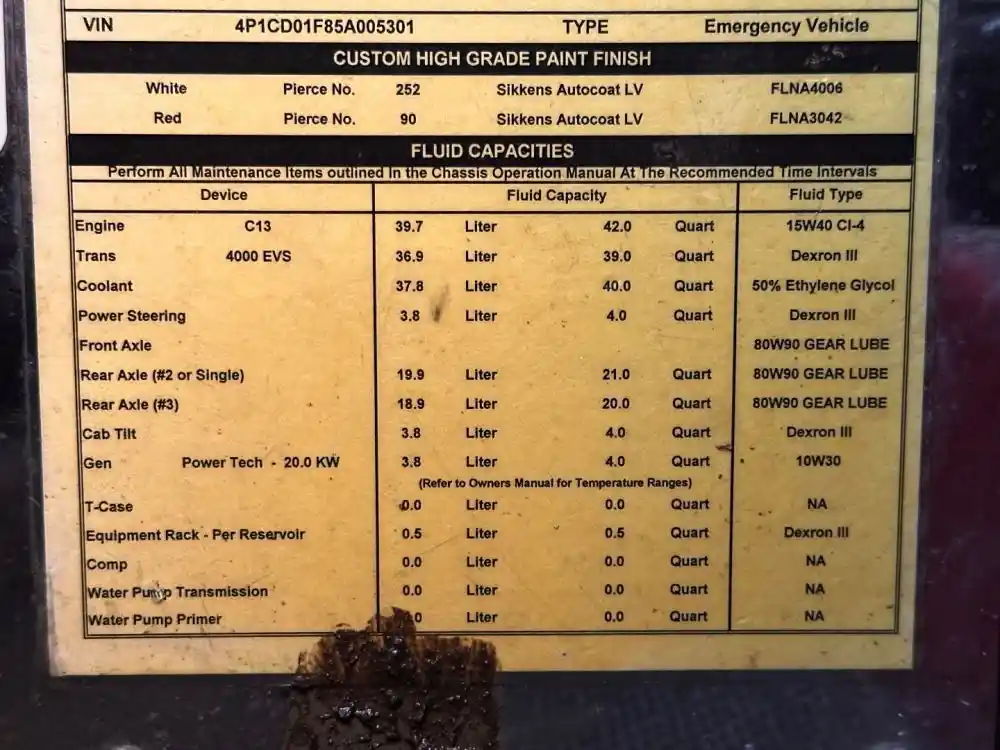 VIN 4P1CD01F85A005301 TYPE Emergency Vehicle
CUSTOM HIGH GRADE PAINT FINISH
White Pierce No. 252 Sikkens Autocoat LV FLNA4006
Red Pierce No. 90 Sikkens Autocoat LV FLNA3042
FLUID CAPACITIES
Perform All Maintenance Items outlined In the Chassis Operation Manual At The Recommended Time Intervals
Device Fluid Capacity Fluid Type
Engine C13 39.7 Liter 42.0 Quart 15W40 CI-4
Trans 4000 EVS 36.9 Liter 39.0 Quart Dexron III
Coolant 37.8 Liter 40.0 Quart 50% Ethylene Glycol
Power Steering 3.8 Liter 4.0 Quart Dexron III
Front Axle 80W90 GEAR LUBE
Rear Axle (#2 or Single) 19.9 Liter 21.0 Quart 80W90 GEAR LUBE
Rear Axle (#3) 18.9 Liter 20.0 Quart 80W90 GEAR LUBE
Cab Tilt 3.8 Liter 4.0 Quart Dexron III
Gen Power Tech - 20.0 KW 3.8 Liter 4.0 Quart 10W30
(Refer to Owners Manual for Temperature Ranges)
T-Case 0.0 Liter 0.0 Quart NA
Equipment Rack - Per Reservoir 0.5 Liter 0.5 Quart Dexron III
Comp 0.0 Liter 0.0 Quart NA
Water Pump Transmission 0.0 Liter 0.0 Quart NA
Water Pump Primer Liter 0.0 Quart NA